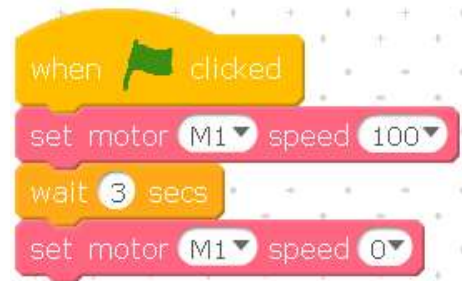 when clicked
set motor M1 speed 100
wait 3 secs
set motor M1 speed 0